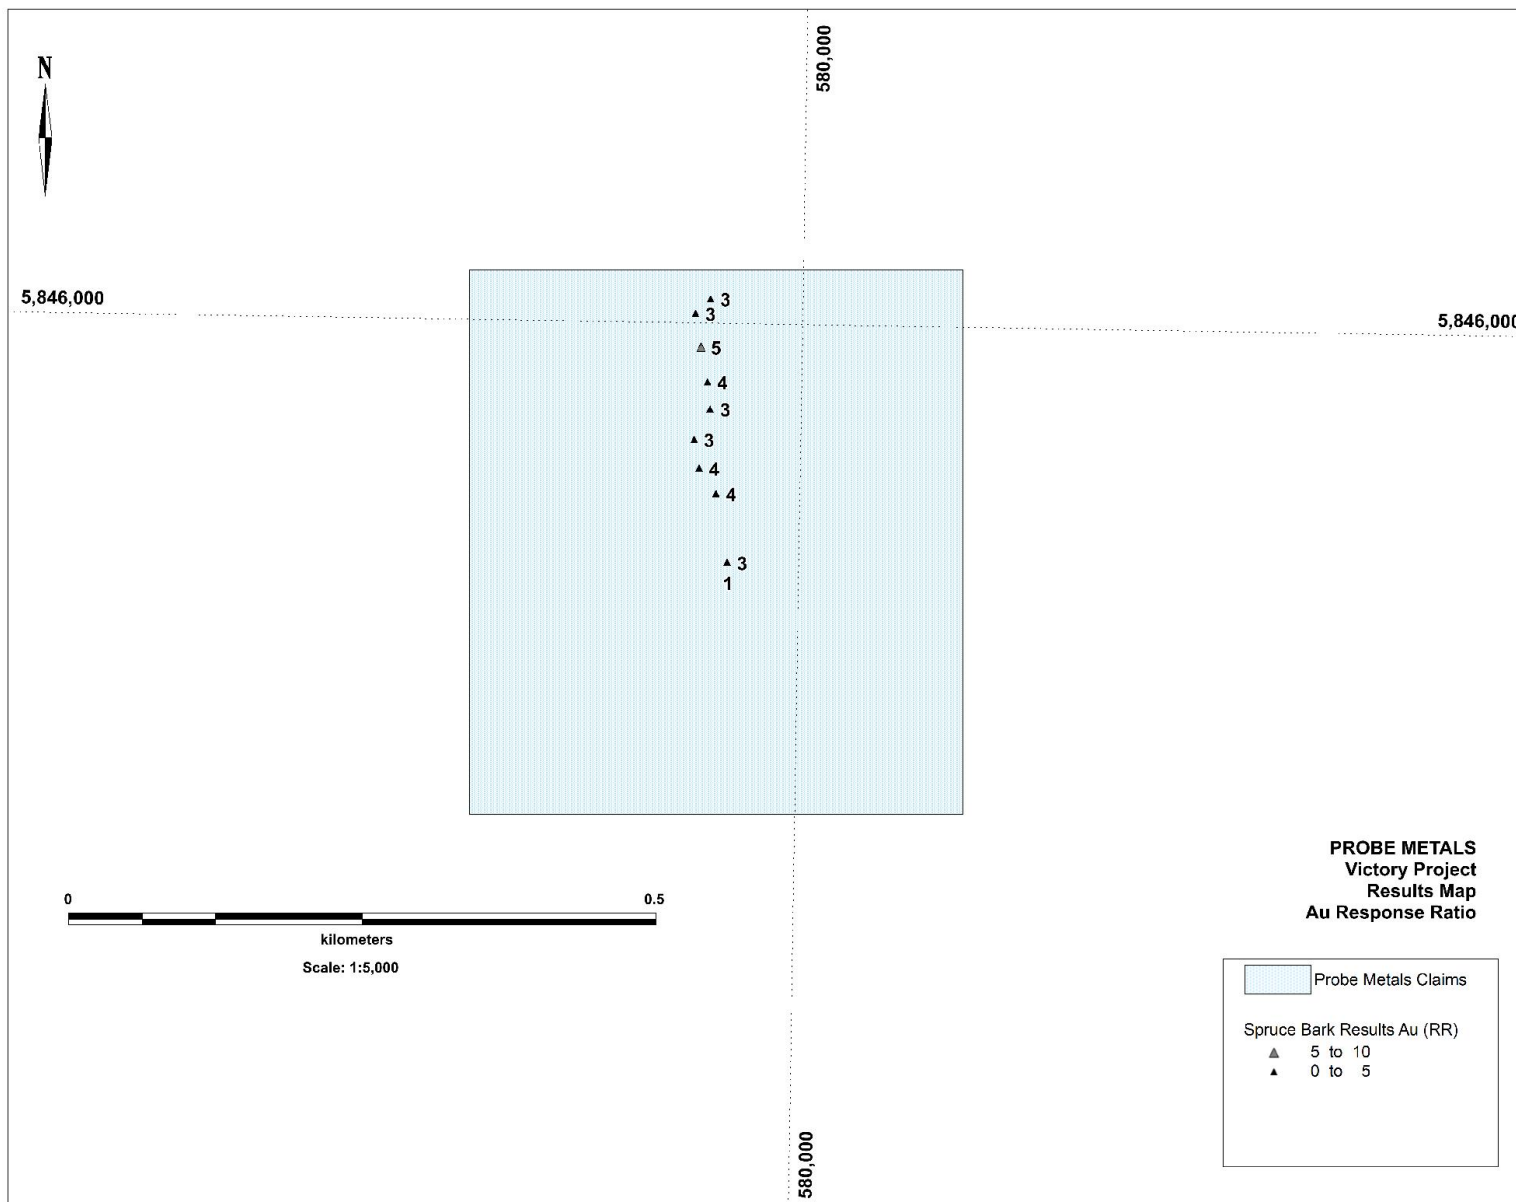 N
580,000
5,846,000
5,846,000
3
3
5
4
3
3
4
4
3
1
0 0.5
kilometers
Scale: 1:5,000
PROBE METALS
Victory Project
Results Map
Au Response Ratio
Probe Metals Claims
Spruce Bark Results Au (RR)
5 to 10
0 to 5
580,000